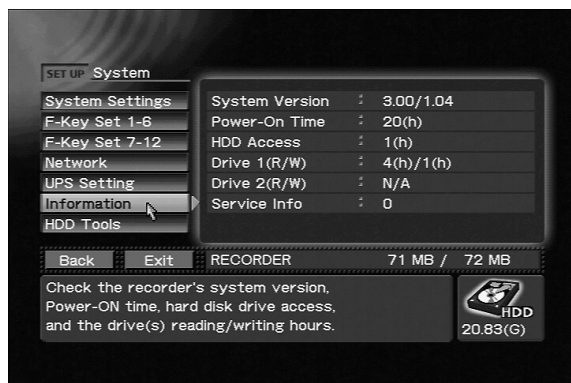 SET UP System
System Settings
F-Key Set 1-6
F-Key Set 7-12
Network
UPS Setting
Information
HDD Tools
System Version : 3.00/1.04
Power-On Time : 20(h)
HDD Access : 1(h)
Drive 1(R/W) : 4(h)/1(h)
Drive 2(R/W) : N/A
Service Info : 0
Back Exit RECORDER 71 MB / 72 MB
Check the recorder's system version,
Power-ON time, hard disk drive access,
and the drive(s) reading/writing hours.
HDD
20.83(G)